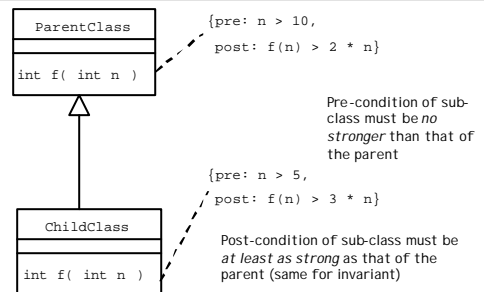 ParentClass
int f( int n )
{pre: n > 10,
post: f(n) > 2 * n}
Pre-condition of sub-
class must be no
stronger than that of
the parent
{pre: n > 5,
post: f(n) > 3 * n}
ChildClass
int f( int n )
Post-condition of sub-class must be
at least as strong as that of the
parent (same for invariant)